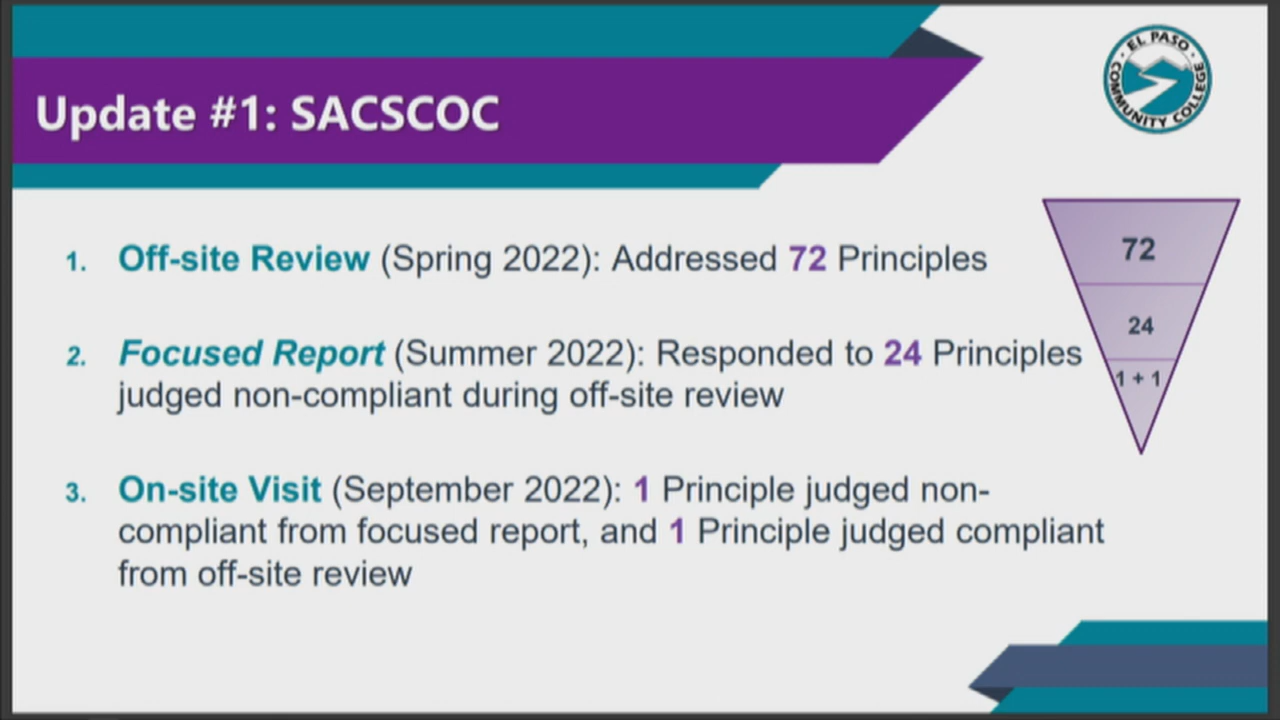 Update #1: SACSCOC
EL PASO
COMMUNITY COLLEGE
1. Off-site Review (Spring 2022): Addressed 72 Principles
2. Focused Report (Summer 2022): Responded to 24 Principles
judged non-compliant during off-site review
3. On-site Visit (September 2022): 1 Principle judged non-
compliant from focused report, and 1 Principle judged compliant
from off-site review
72
24
1 + 1